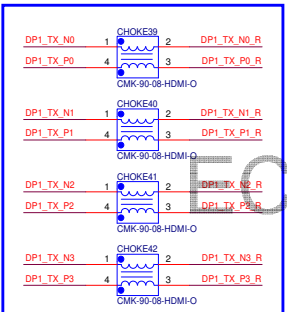 CHOKE39
DP1_TX_N0 1 2 DP1_TX_N0_R
DP1_TX_P0 4 3 DP1_TX_P0_R
CMK-90-08-HDMI-O
CHOKE40
DP1_TX_N1 1 2 DP1_TX_N1_R
DP1_TX_P1 4 3 DP1_TX_P1_R
CMK-90-08-HDMI-O
CHOKE41
DP1_TX_N2 1 2 DP1_TX_N2_R
DP1_TX_P2 4 3 DP1_TX_P2_R
CMK-90-08-HDMI-O
CHOKE42
DP1_TX_N3 1 2 DP1_TX_N3_R
DP1_TX_P3 4 3 DP1_TX_P3_R
CMK-90-08-HDMI-O
EC